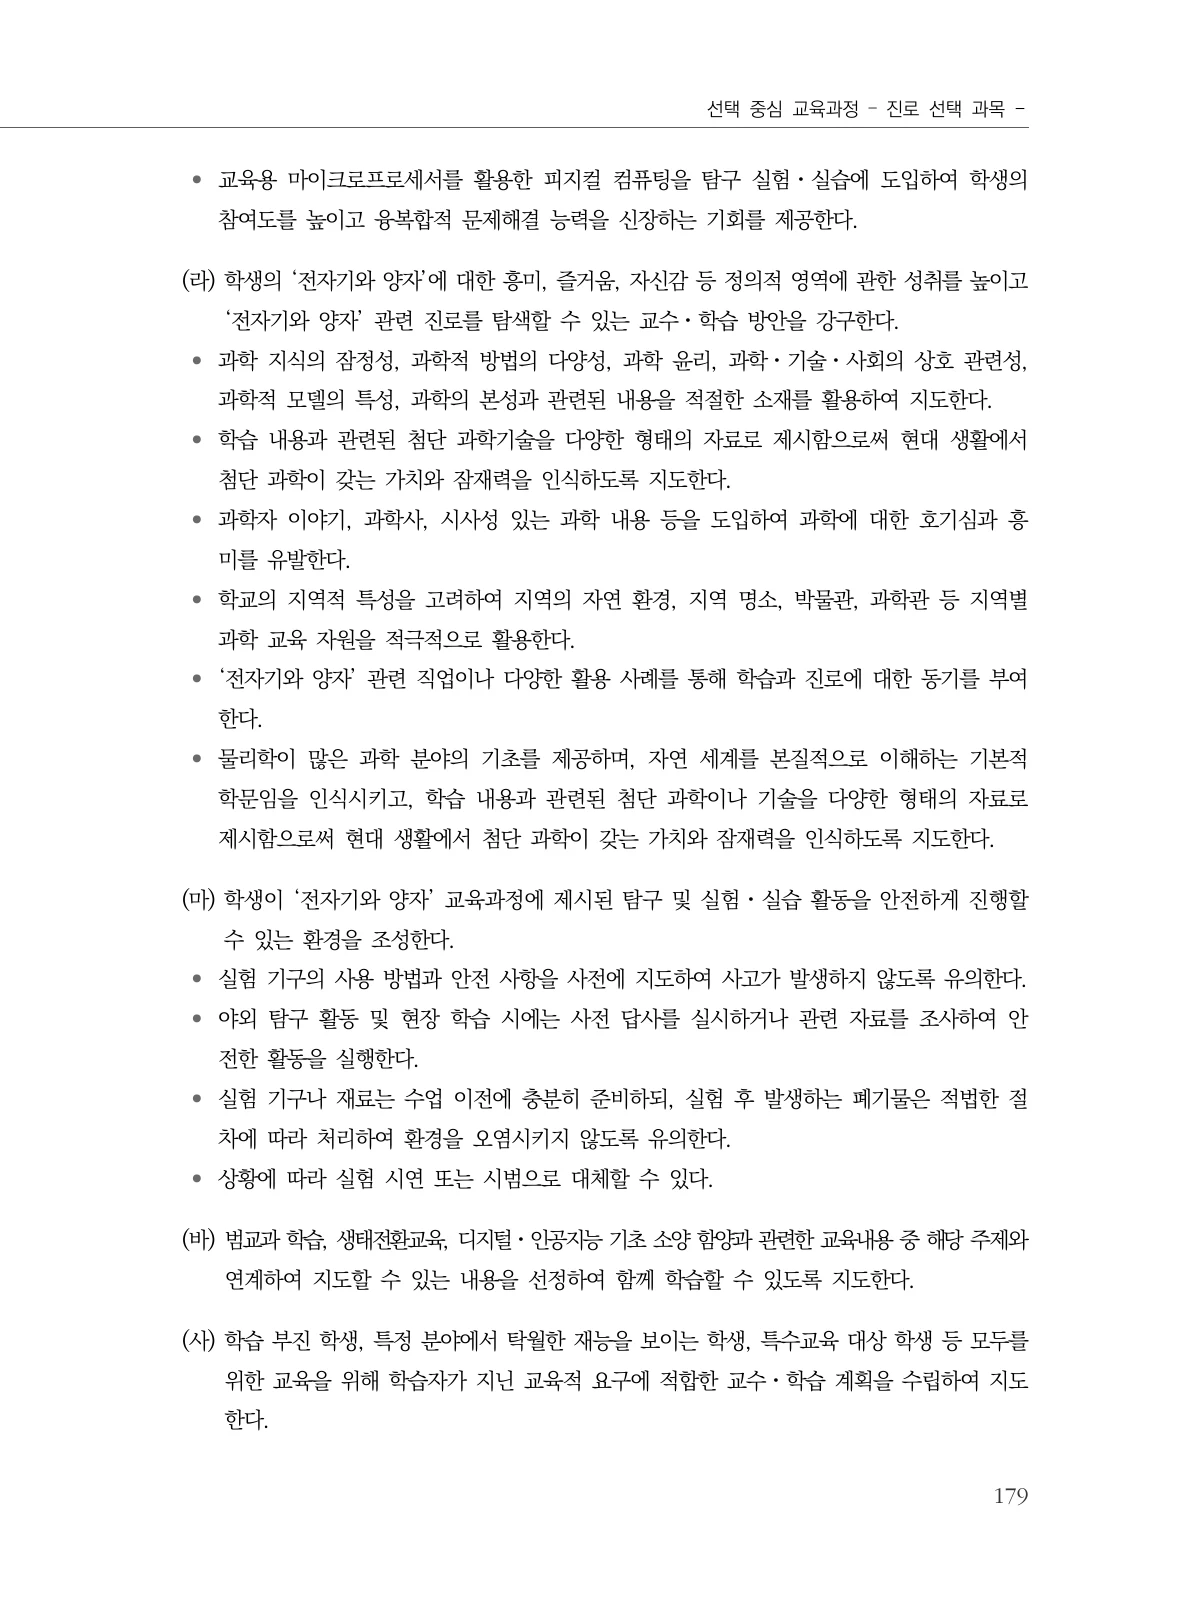 선택 중심 교육과정 - 진로 선택 과목 -
• 교육용 마이크로프로세서를 활용한 피지컬 컴퓨팅을 탐구 실험·실습에 도입하여 학생의
참여도를 높이고 융복합적 문제해결 능력을 신장하는 기회를 제공한다.
(라) 학생의 ‘전자기와 양자’에 대한 흥미, 즐거움, 자신감 등 정의적 영역에 관한 성취를 높이고
‘전자기와 양자’ 관련 진로를 탐색할 수 있는 교수·학습 방안을 강구한다.
• 과학 지식의 잠정성, 과학적 방법의 다양성, 과학 윤리, 과학·기술·사회의 상호 관련성,
과학적 모델의 특성, 과학의 본성과 관련된 내용을 적절한 소재를 활용하여 지도한다.
• 학습 내용과 관련된 첨단 과학기술을 다양한 형태의 자료로 제시함으로써 현대 생활에서
첨단 과학이 갖는 가치와 잠재력을 인식하도록 지도한다.
• 과학자 이야기, 과학사, 시사성 있는 과학 내용 등을 도입하여 과학에 대한 호기심과 흥
미를 유발한다.
• 학교의 지역적 특성을 고려하여 지역의 자연 환경, 지역 명소, 박물관, 과학관 등 지역별
과학 교육 자원을 적극적으로 활용한다.
• ‘전자기와 양자’ 관련 직업이나 다양한 활용 사례를 통해 학습과 진로에 대한 동기를 부여
한다.
• 물리학이 많은 과학 분야의 기초를 제공하며, 자연 세계를 본질적으로 이해하는 기본적
학문임을 인식시키고, 학습 내용과 관련된 첨단 과학이나 기술을 다양한 형태의 자료로
제시함으로써 현대 생활에서 첨단 과학이 갖는 가치와 잠재력을 인식하도록 지도한다.
(마) 학생이 ‘전자기와 양자’ 교육과정에 제시된 탐구 및 실험·실습 활동을 안전하게 진행할
수 있는 환경을 조성한다.
• 실험 기구의 사용 방법과 안전 사항을 사전에 지도하여 사고가 발생하지 않도록 유의한다.
• 야외 탐구 활동 및 현장 학습 시에는 사전 답사를 실시하거나 관련 자료를 조사하여 안
전한 활동을 실행한다.
• 실험 기구나 재료는 수업 이전에 충분히 준비하되, 실험 후 발생하는 폐기물은 적법한 절
차에 따라 처리하여 환경을 오염시키지 않도록 유의한다.
• 상황에 따라 실험 시연 또는 시범으로 대체할 수 있다.
(바) 범교과 학습, 생태전환교육, 디지털·인공지능 기초 소양 함양과 관련한 교육내용 중 해당 주제와
연계하여 지도할 수 있는 내용을 선정하여 함께 학습할 수 있도록 지도한다.
(사) 학습 부진 학생, 특정 분야에서 탁월한 재능을 보이는 학생, 특수교육 대상 학생 등 모두를
위한 교육을 위해 학습자가 지닌 교육적 요구에 적합한 교수·학습 계획을 수립하여 지도
한다.
179